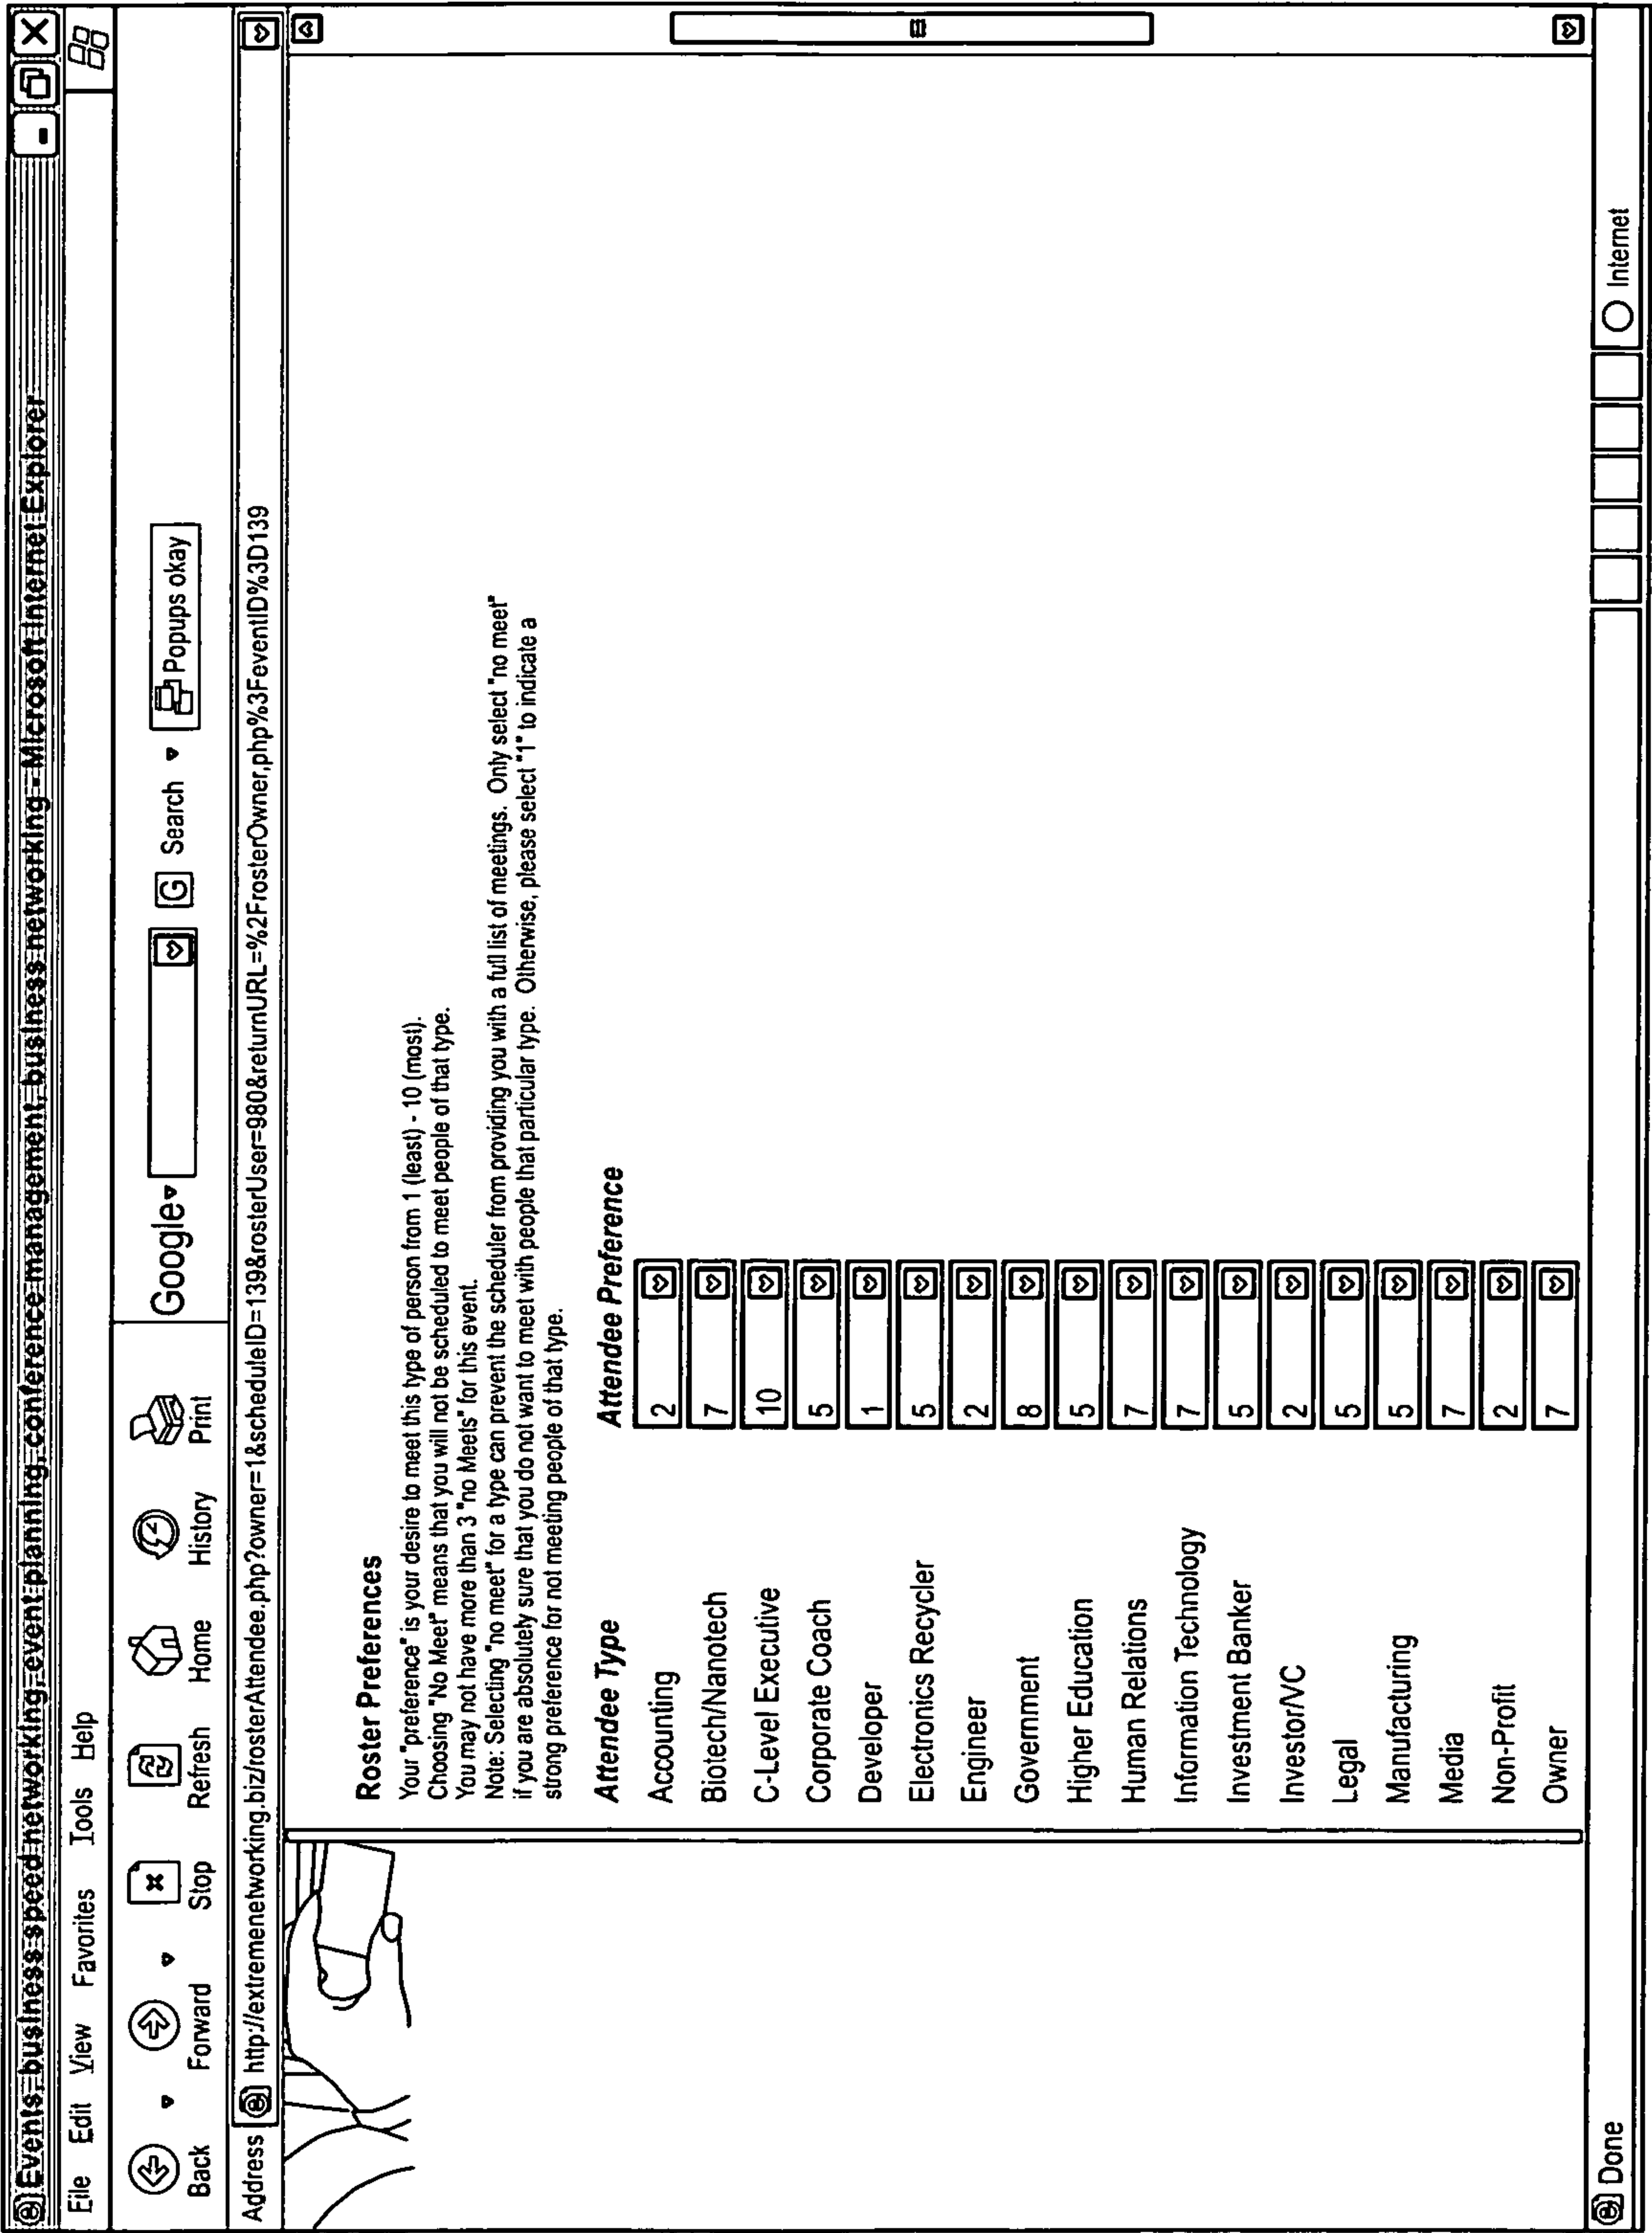 Events, business speed networking, event planning, conference management, business networking - Microsoft Internet Explorer
File Edit View Favorites Tools Help
Back Forward Stop Refresh Home History Print Google Search Popups okay
Address http://extremenetworking.biz/rosterAttendee.php?owner=1&scheduleID=139&rosterUser=980&returnURL=%2FrosterOwner,php%3FeventID%3D139
Roster Preferences
Your "preference" is your desire to meet this type of person from 1 (least) - 10 (most).
Choosing "No Meet" means that you will not be scheduled to meet people of that type.
You may not have more than 3 "no Meets" for this event.
Note: Selecting "no meet" for a type can prevent the scheduler from providing you with a full list of meetings. Only select "no meet"
if you are absolutely sure that you do not want to meet with people that particular type. Otherwise, please select "1" to indicate a
strong preference for not meeting people of that type.
Attendee Type Attendee Preference
Accounting 2
Biotech/Nanotech 7
C-Level Executive 10
Corporate Coach 5
Developer 1
Electronics Recycler 5
Engineer 2
Government 8
Higher Education 5
Human Relations 7
Information Technology 7
Investment Banker 5
Investor/VC 2
Legal 5
Manufacturing 5
Media 7
Non-Profit 2
Owner 7
Done Internet